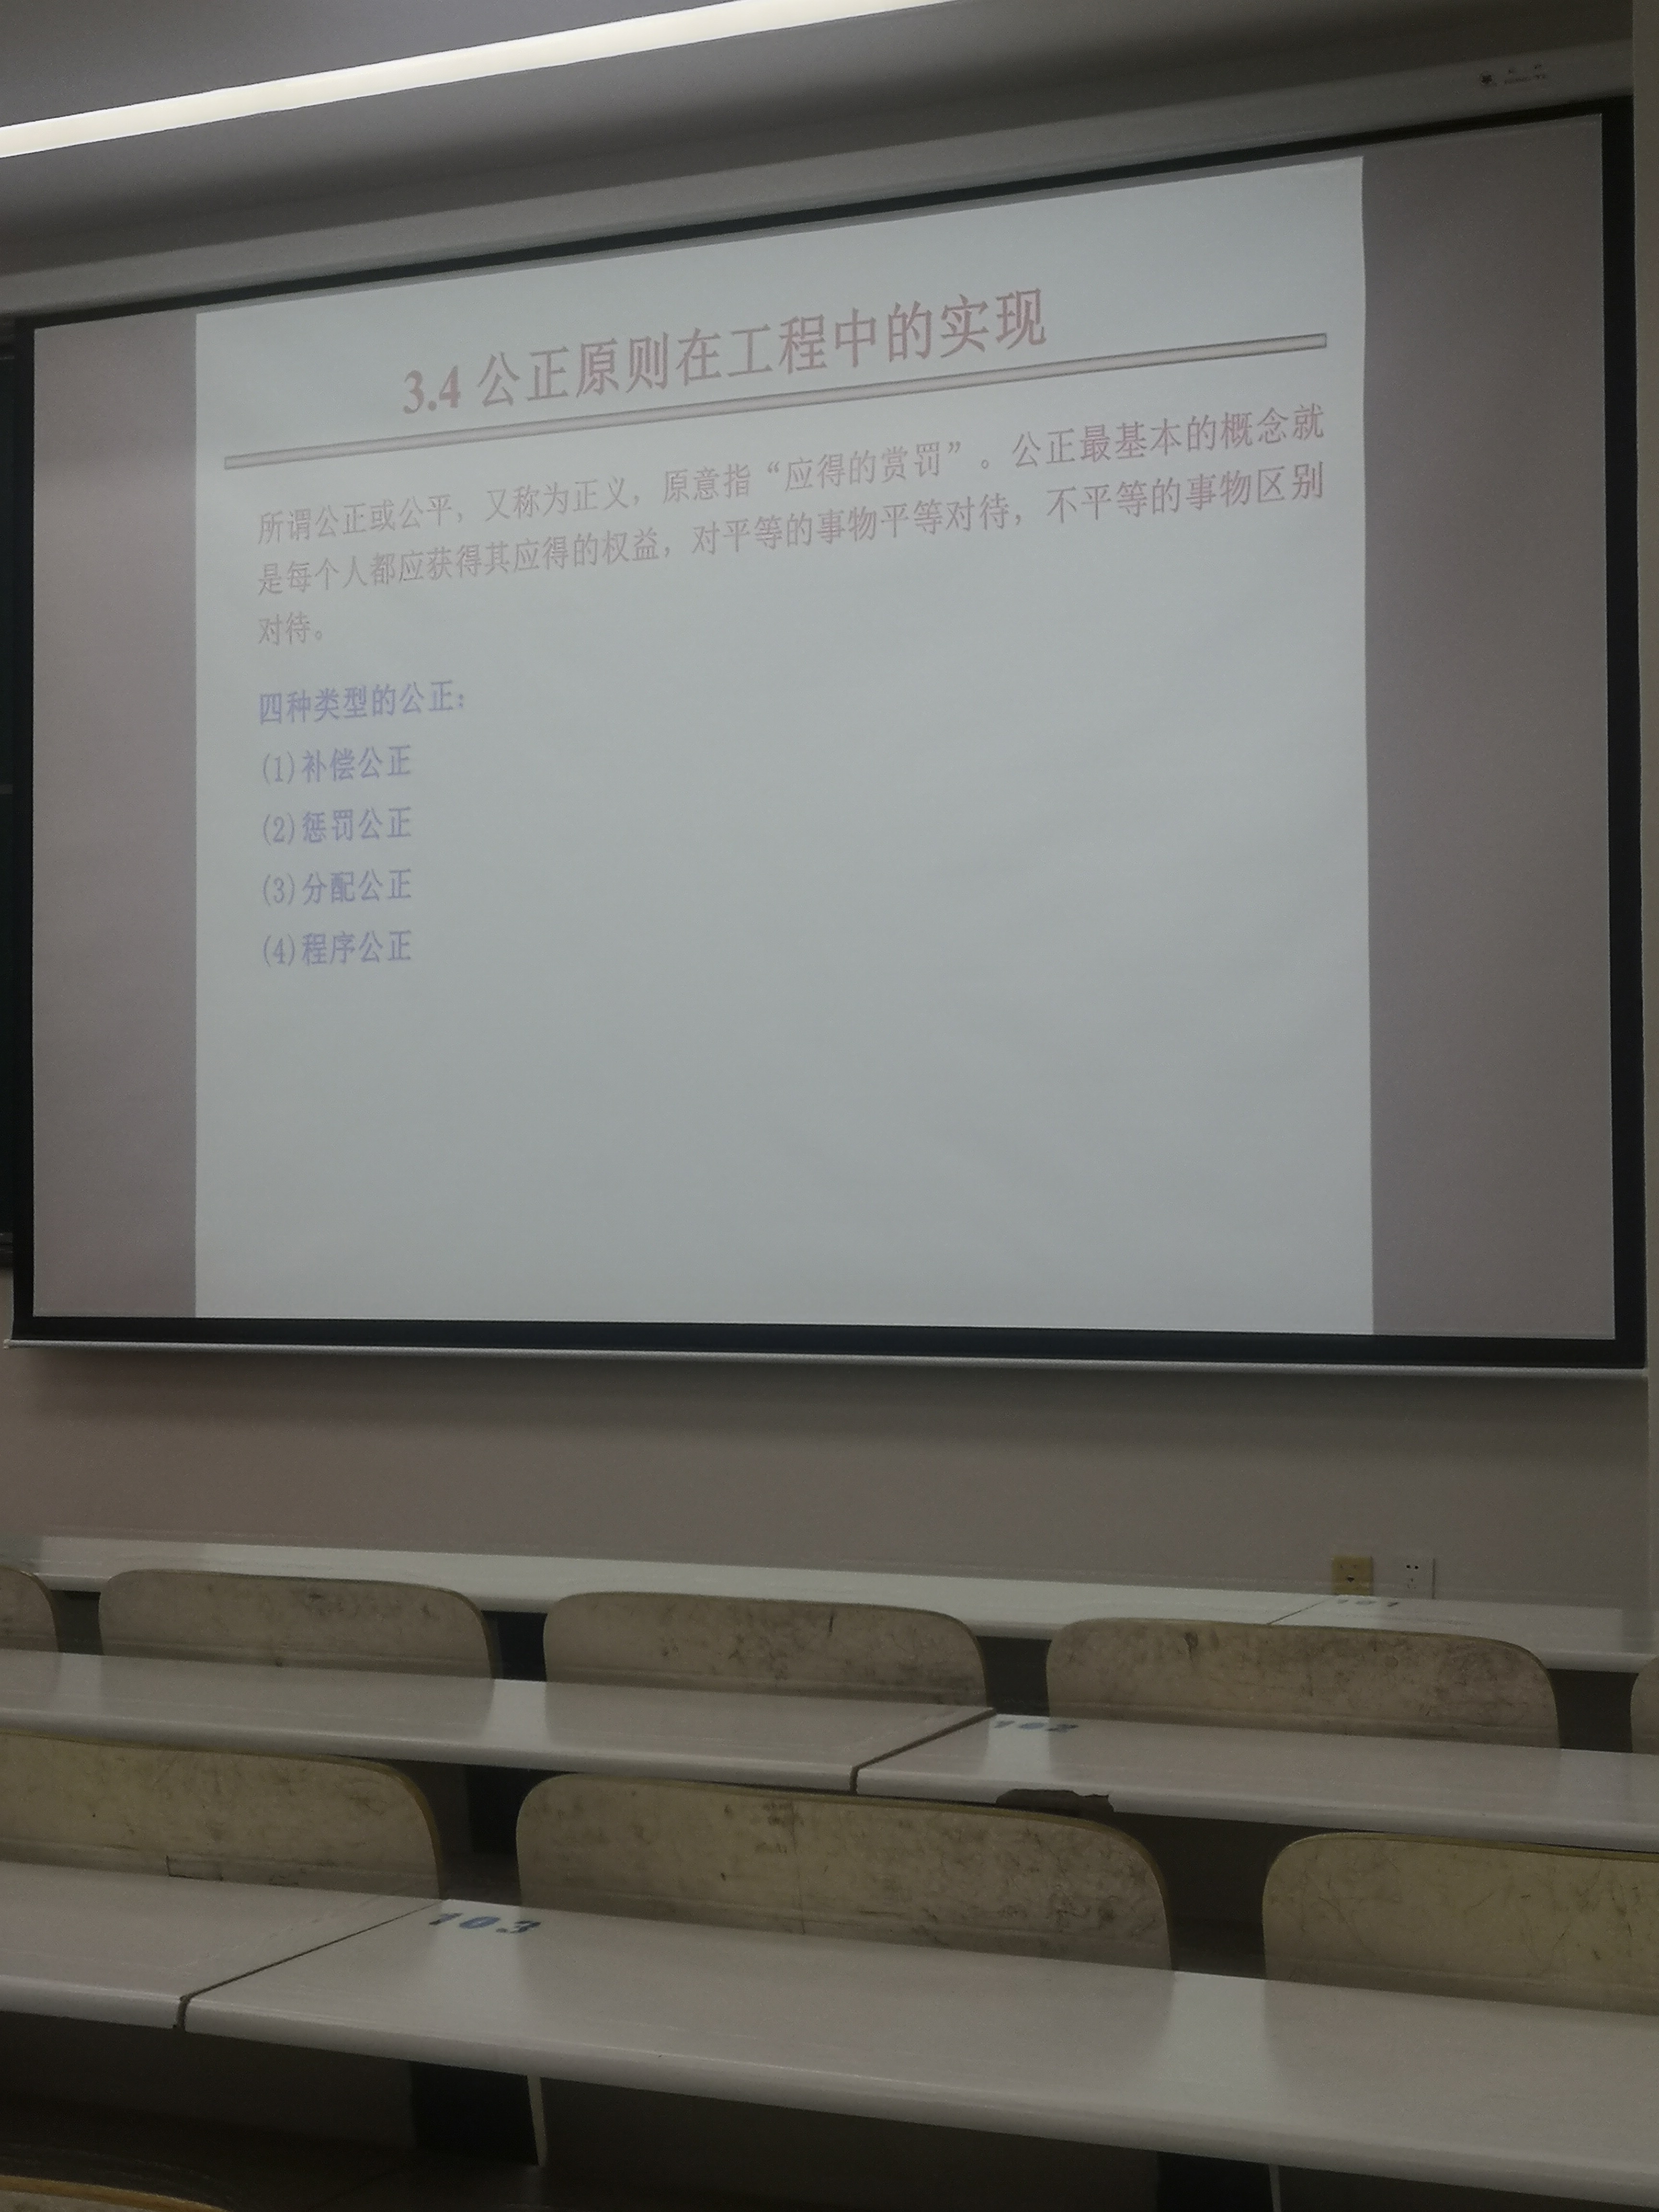 3.4 公正原则在工程中的实现
所谓公正或公平，又称为正义，原意指“应得的赏罚”。公正最基本的概念就
是每个人都应获得其应得的权益，对平等的事物平等对待，不平等的事物区别
对待。
四种类型的公正：
(1)补偿公正
(2)惩罚公正
(3)分配公正
(4)程序公正
101
102
103